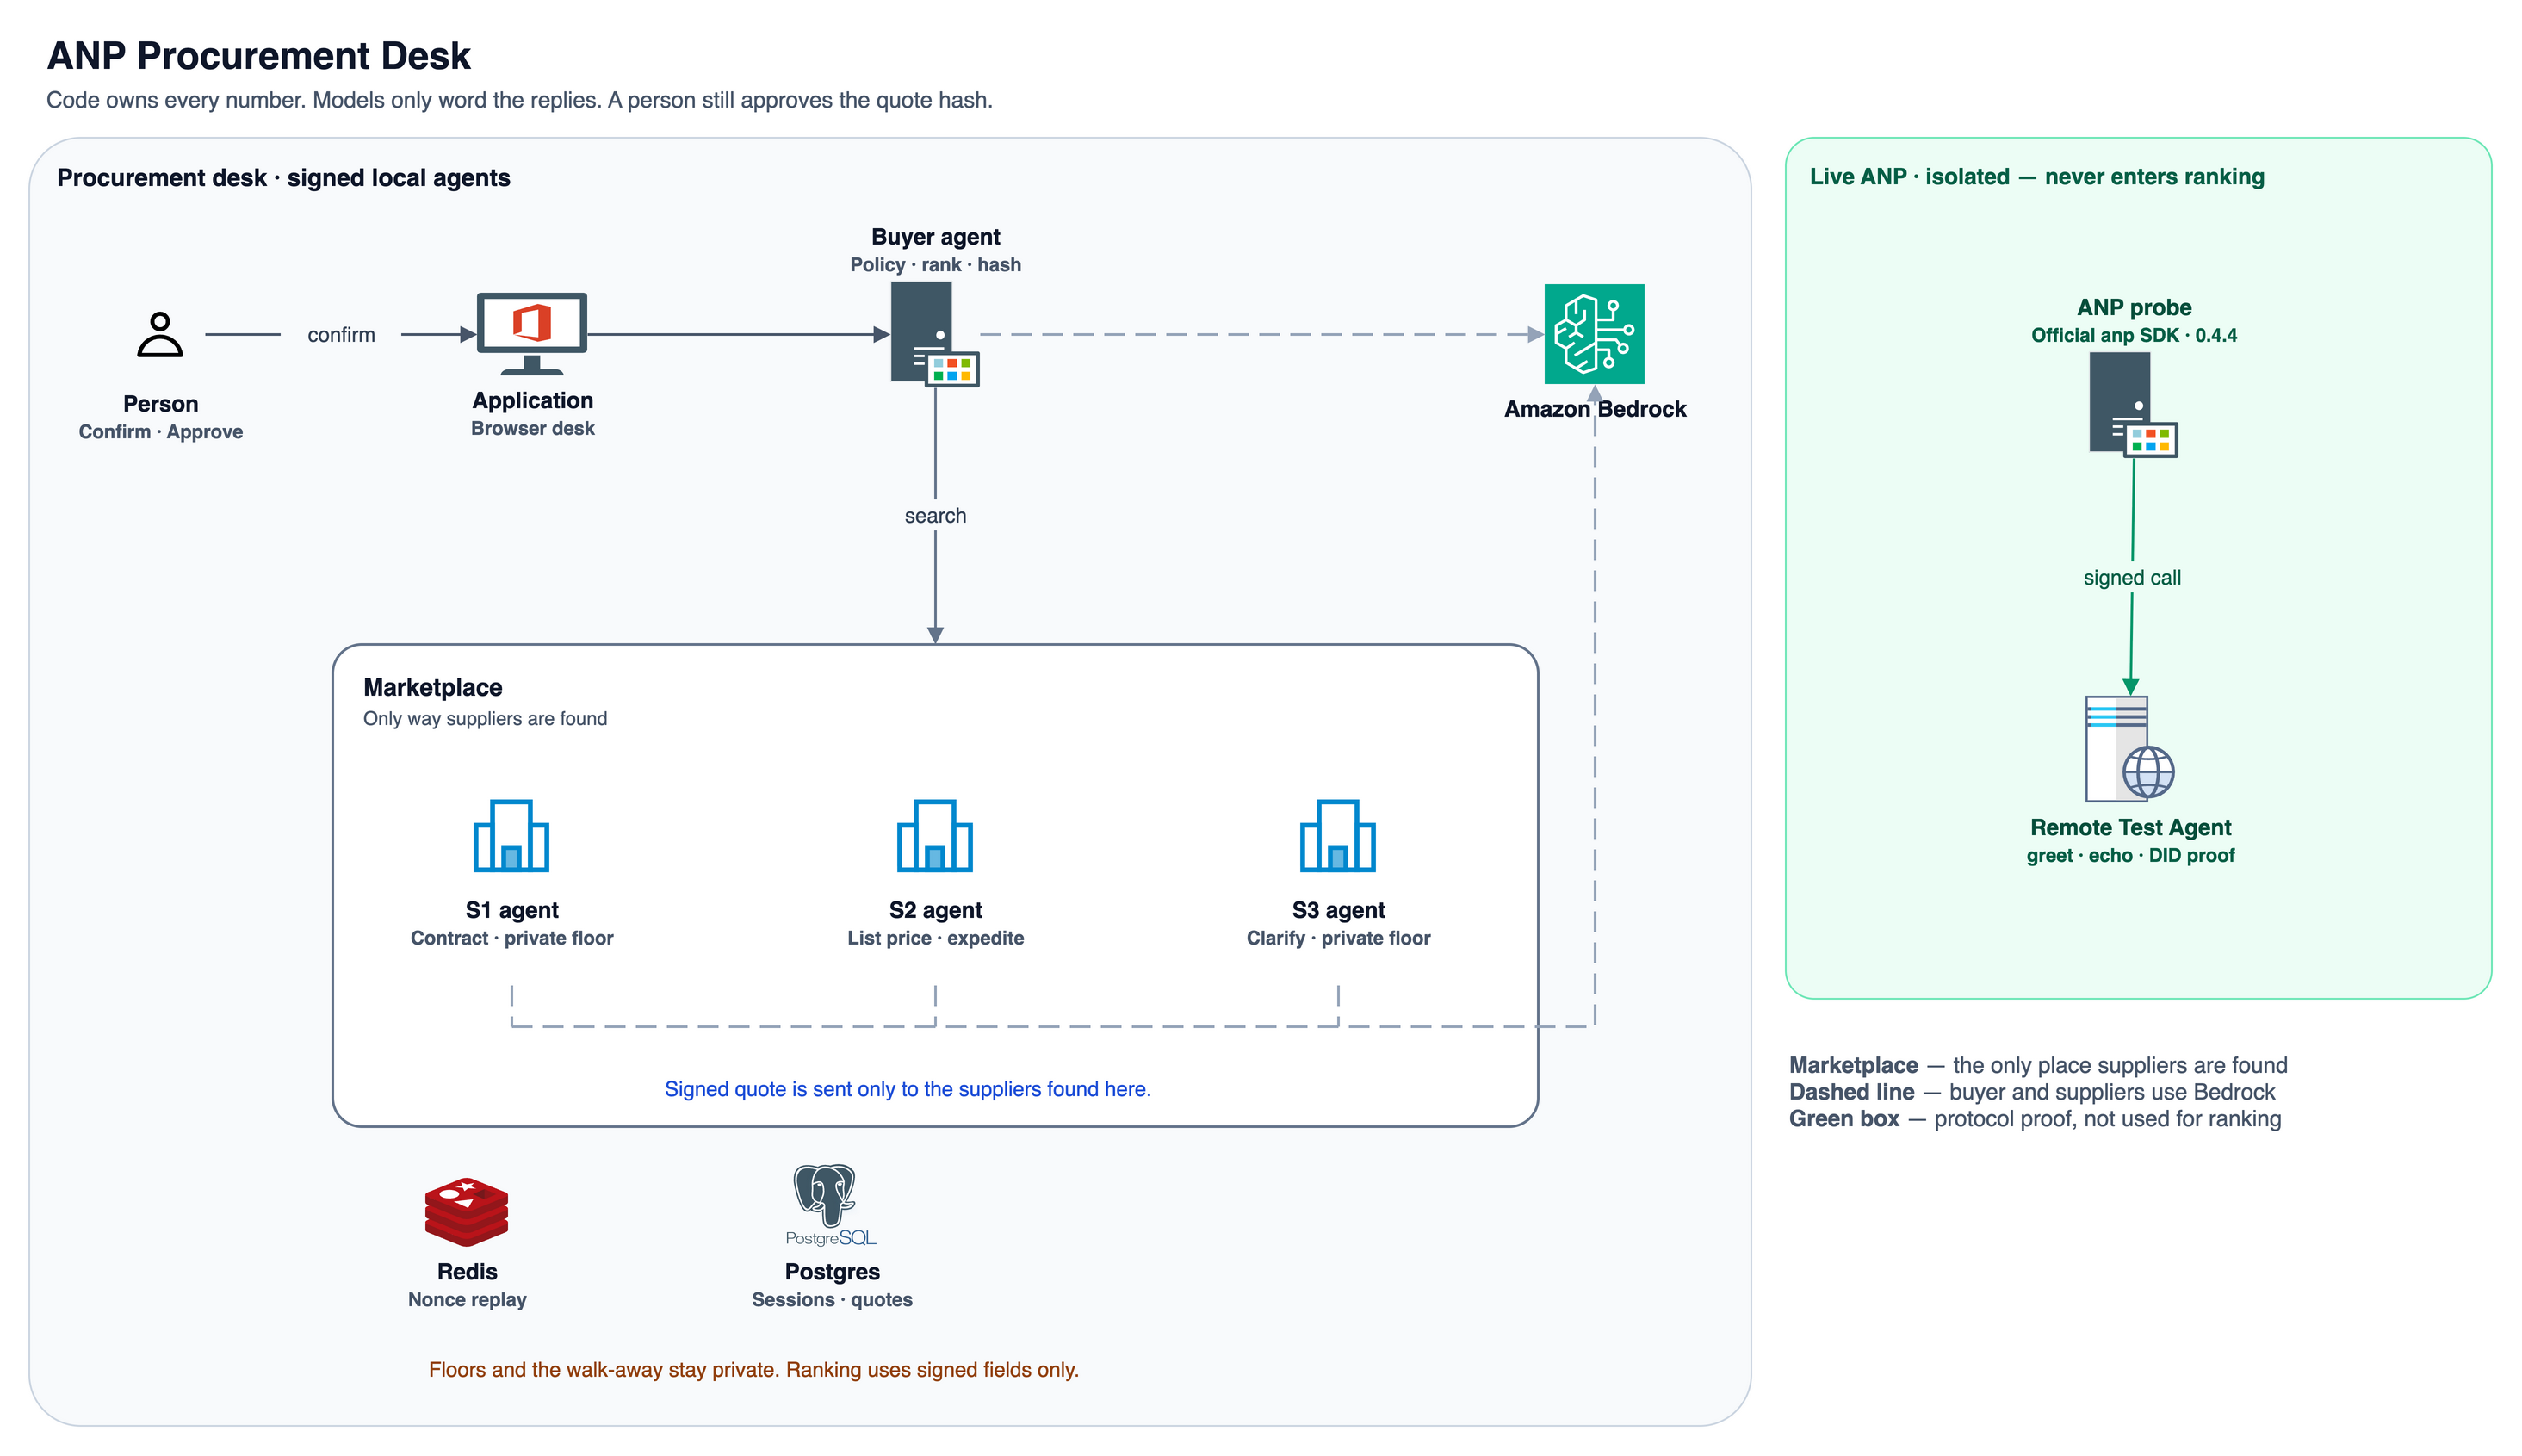 ANP Procurement Desk
Code owns every number. Models only word the replies. A person still approves the quote hash.
Procurement desk · signed local agents
Buyer agent
Policy · rank · hash
confirm
Person
Confirm · Approve
Application
Browser desk
Amazon Bedrock
search
Marketplace
Only way suppliers are found
S1 agent
Contract · private floor
S2 agent
List price · expedite
S3 agent
Clarify · private floor
Signed quote is sent only to the suppliers found here.
PostgreSQL
Redis
Nonce replay
Postgres
Sessions · quotes
Floors and the walk-away stay private. Ranking uses signed fields only.
Live ANP · isolated — never enters ranking
ANP probe
Official anp SDK · 0.4.4
signed call
Remote Test Agent
greet · echo · DID proof
Marketplace — the only place suppliers are found
Dashed line — buyer and suppliers use Bedrock
Green box — protocol proof, not used for ranking